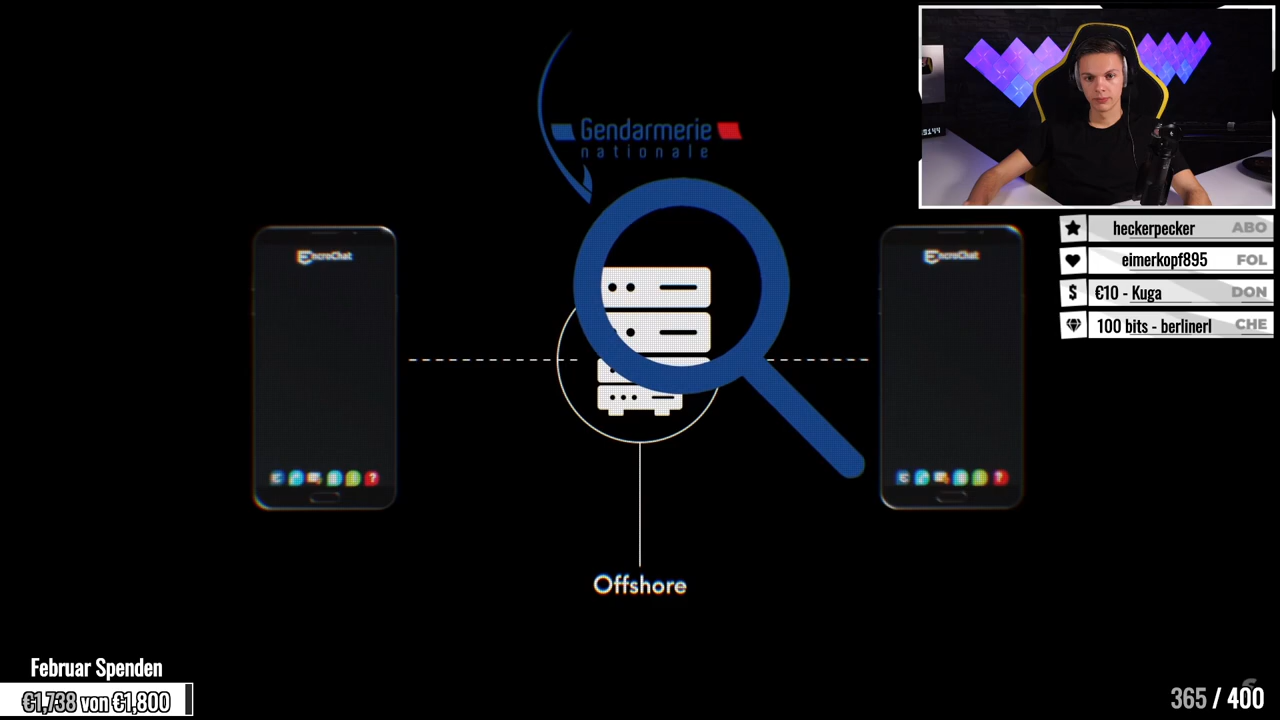 Gendarmerie
nationale
EncroChat
EncroChat
?
?
Offshore
heckerpecker ABO
eimerkopf895 FOL
$ €10 - Kuga DON
100 bits - berlinerl CHE
Februar Spenden
€1,738 von €1,800
365 / 400